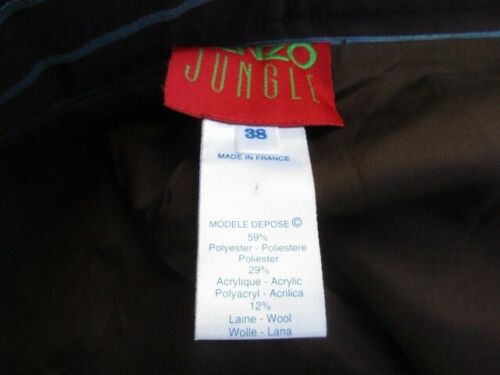 ENZO
JUNGLE
38
MADE IN FRANCE
MODELE DEPOSE ©
59%
Polyester - Poliestere
Poliester
29%
Acrylique - Acrylic
Polyacryl - Acrilica
12%
Laine - Wool
Wolle - Lana